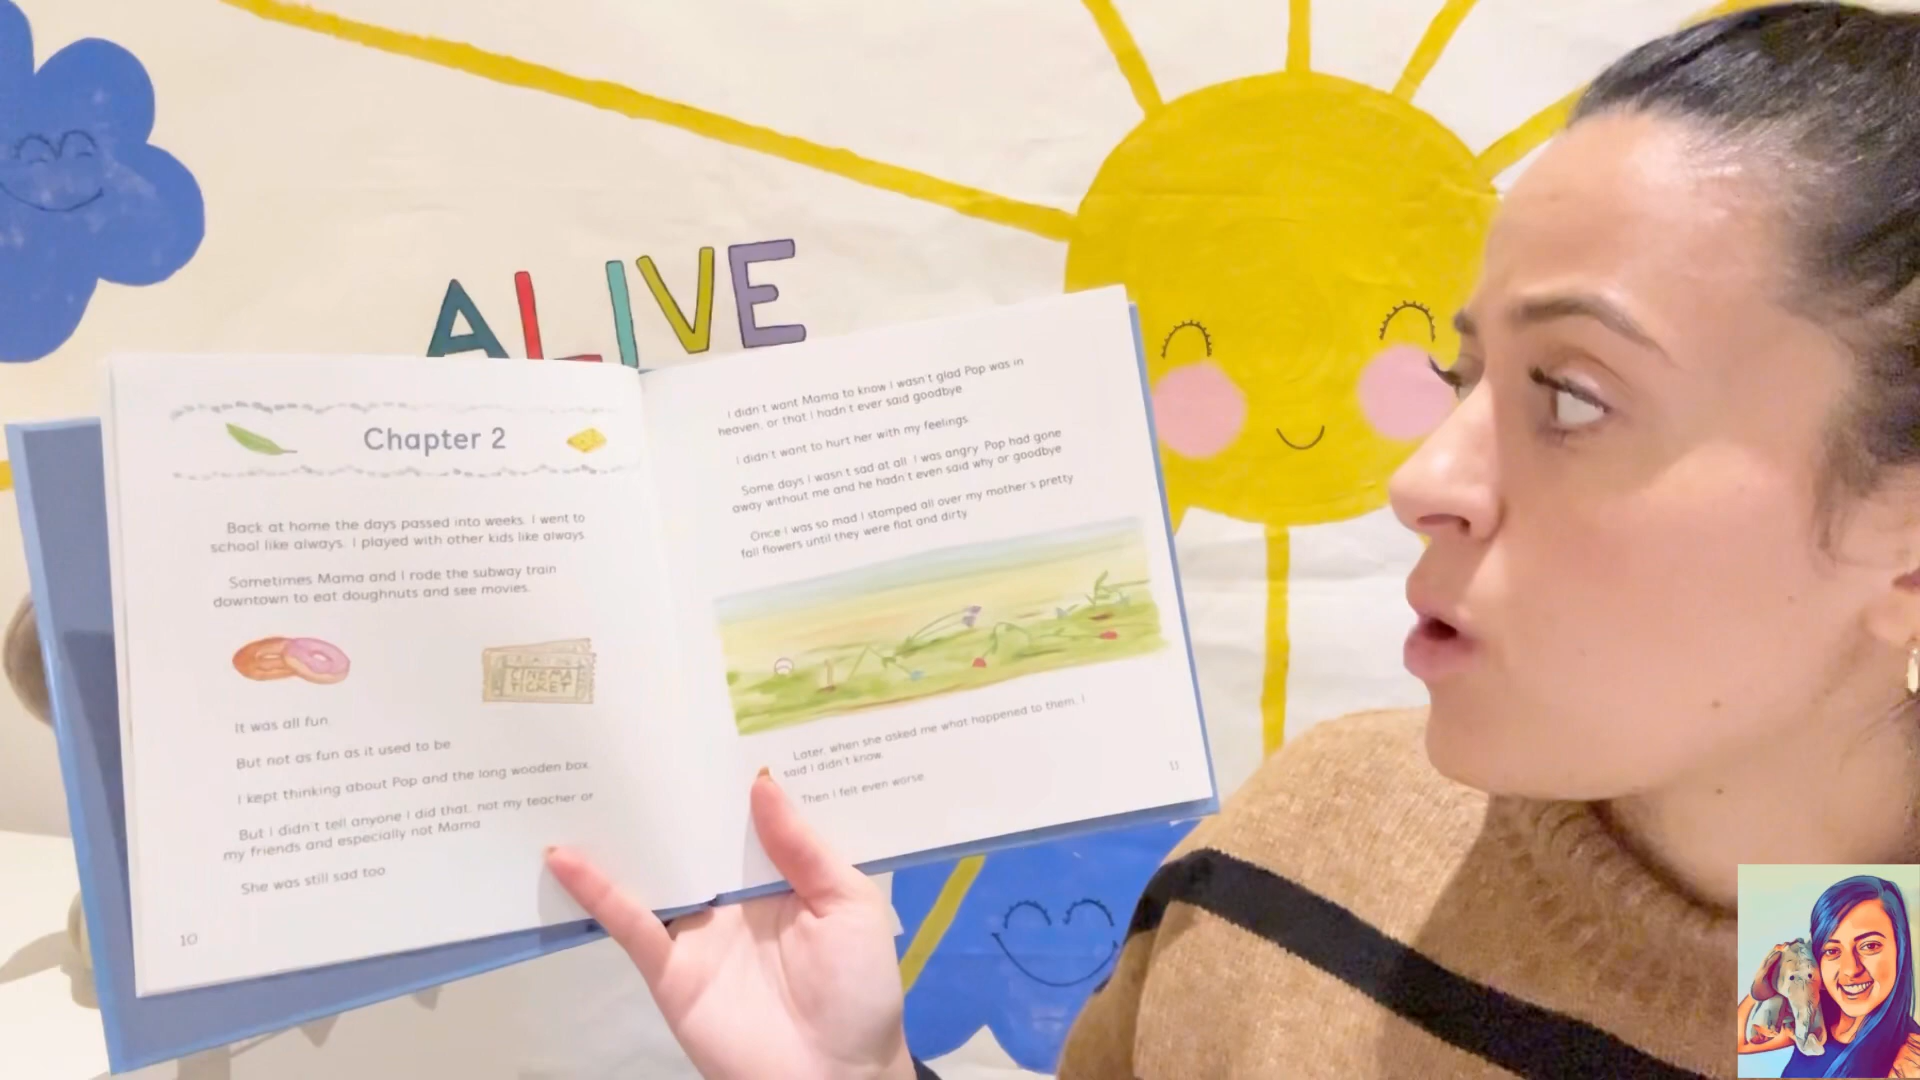 ALIVE
Chapter 2
Back at home the days passed into weeks. I went to
school like always. I played with other kids like always.
Sometimes Mama and I rode the subway train
downtown to eat doughnuts and see movies.
CINEMA
TICKET
It was all fun.
But not as fun as it used to be
I kept thinking about Pop and the long wooden box.
But I didn't tell anyone I did that, not my teacher or
my friends and especially not Mama.
She was still sad too
10
I didn't want Mama to know I wasn't glad Pop was in
heaven, or that I hadn't ever said goodbye.
I didn't want to hurt her with my feelings.
Some days I wasn't sad at all. I was angry. Pop had gone
away without me and he hadn't even said why or goodbye
Once I was so mad I stomped all over my mother's pretty
fall flowers until they were flat and dirty
Later, when she asked me what happened to them, I
said I didn't know.
Then I felt even worse
11